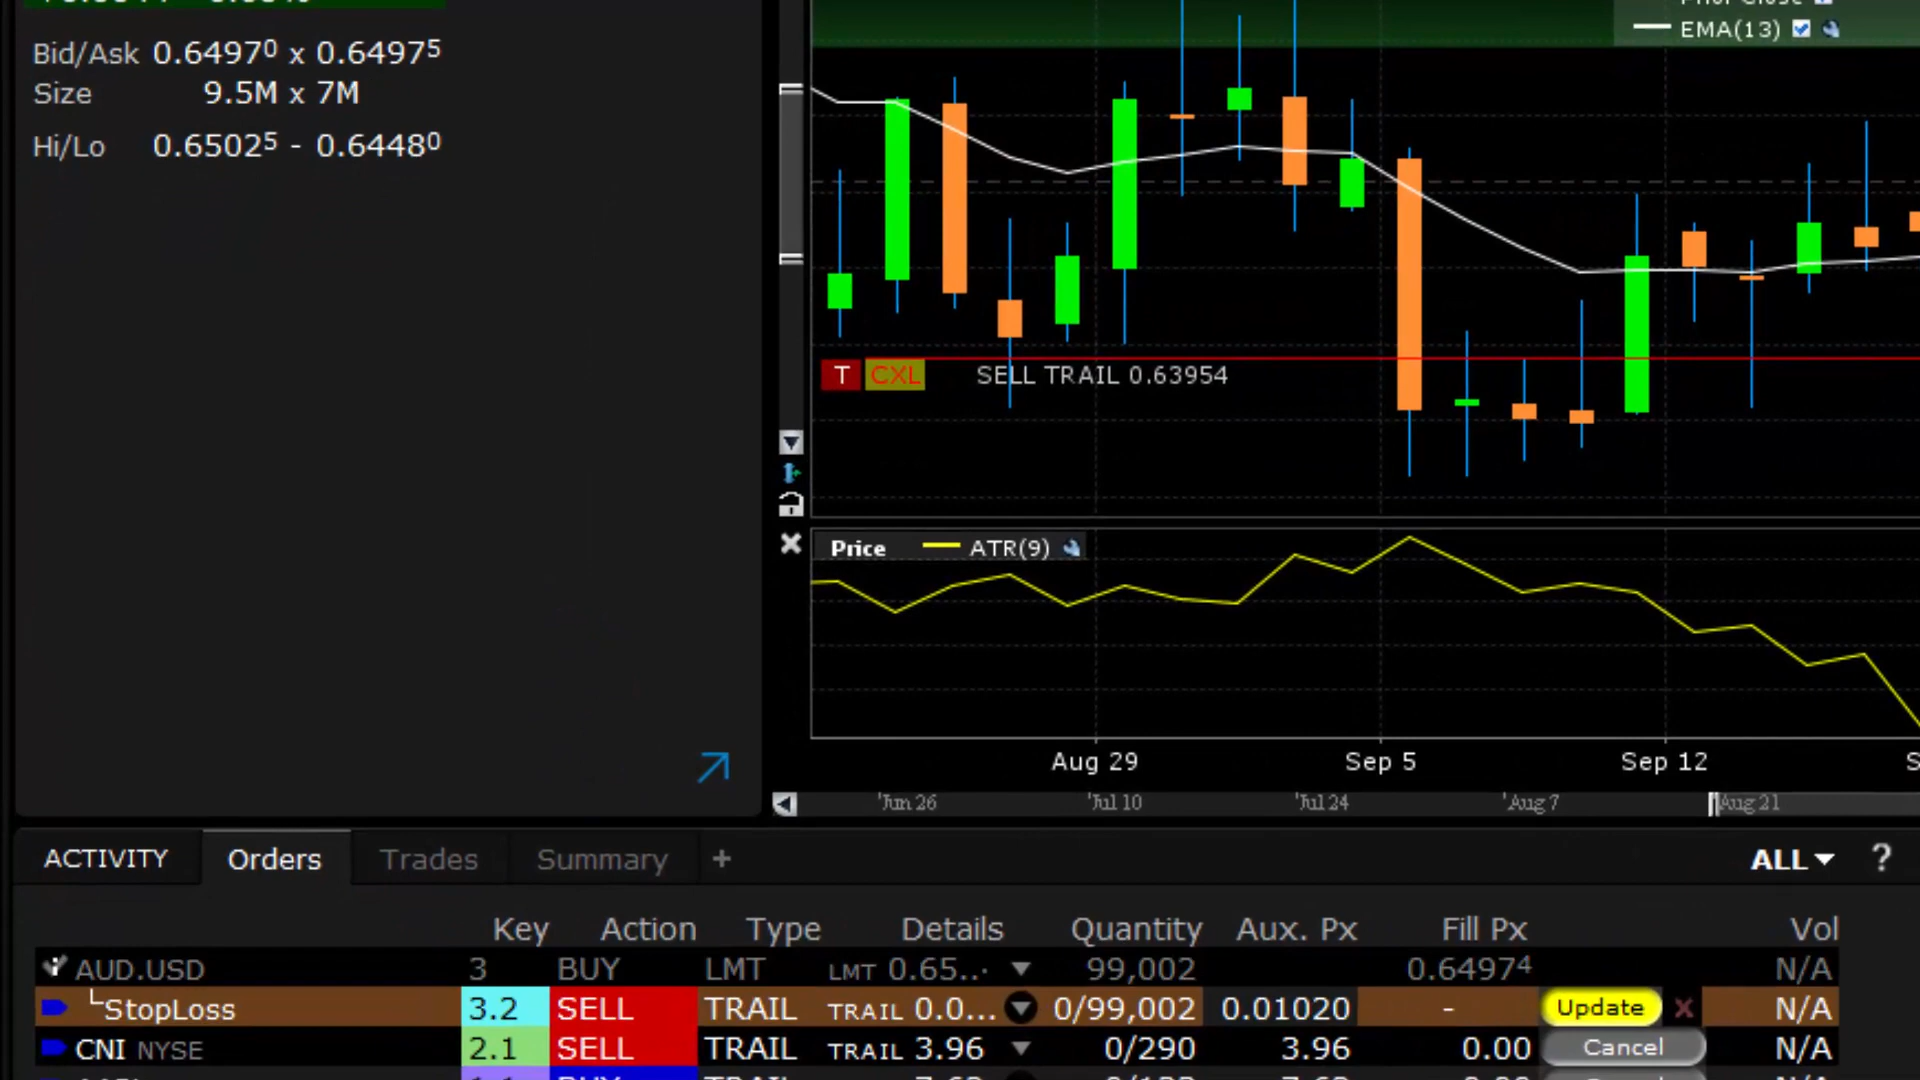 EMA(13)
Bid/Ask 0.64970 x 0.64975
Size 9.5M x 7M
Hi/Lo 0.65025 - 0.64480
T CXL SELL TRAIL 0.63954
Price ATR(9)
Aug 29 Sep 5 Sep 12 S
'Jun 26 'Jul 10 'Jul 24 'Aug 7 Aug 21
ACTIVITY Orders Trades Summary + ALL ?
Key Action Type Details Quantity Aux. Px Fill Px Vol
AUD.USD 3 BUY LMT LMT 0.65... 99,002 0.64974 N/A
StopLoss 3.2 SELL TRAIL TRAIL 0.0... 0/99,002 0.01020 - Update X N/A
CNI NYSE 2.1 SELL TRAIL TRAIL 3.96 0/290 3.96 0.00 Cancel N/A